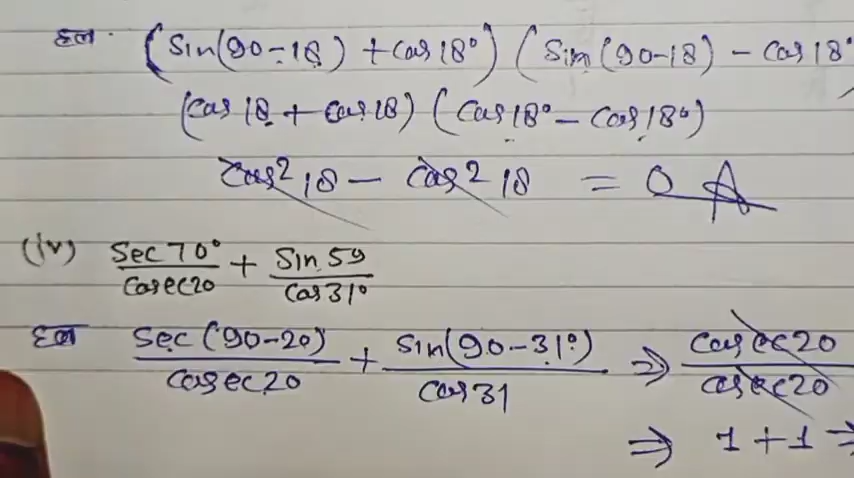 हल. (Sin(90-18) + cos 18°) (Sin (90-18) - cos 18°
(cos 18 + cos 18) (cos 18° - cos 18°)
cos² 18 - cos² 18 = 0 A
(iv) Sec 70°/cosec 20 + Sin 59/cos 31°
हल Sec (90-20)/cosec 20 + Sin(90-31°)/cos 31 ⇒ cosec 20/cosec 20
⇒ 1 + 1 ⇒